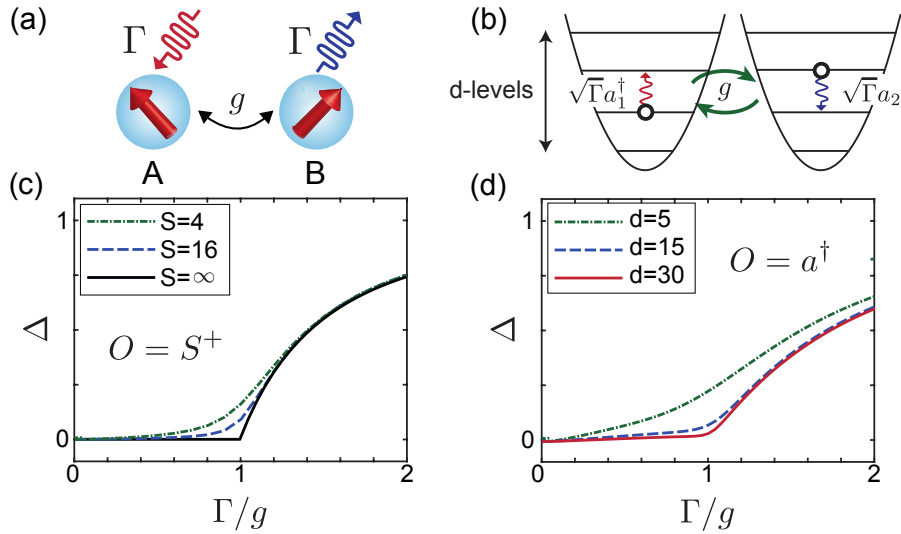 (a)
Γ
Γ
g
A
B
(b)
d-levels
√Γa₁†
g
√Γa₂
(c)
S=4
S=16
S=∞
O = S⁺
Δ
1
0
0
1
2
Γ/g
(d)
d=5
d=15
d=30
O = a†
Δ
1
0
0
1
2
Γ/g